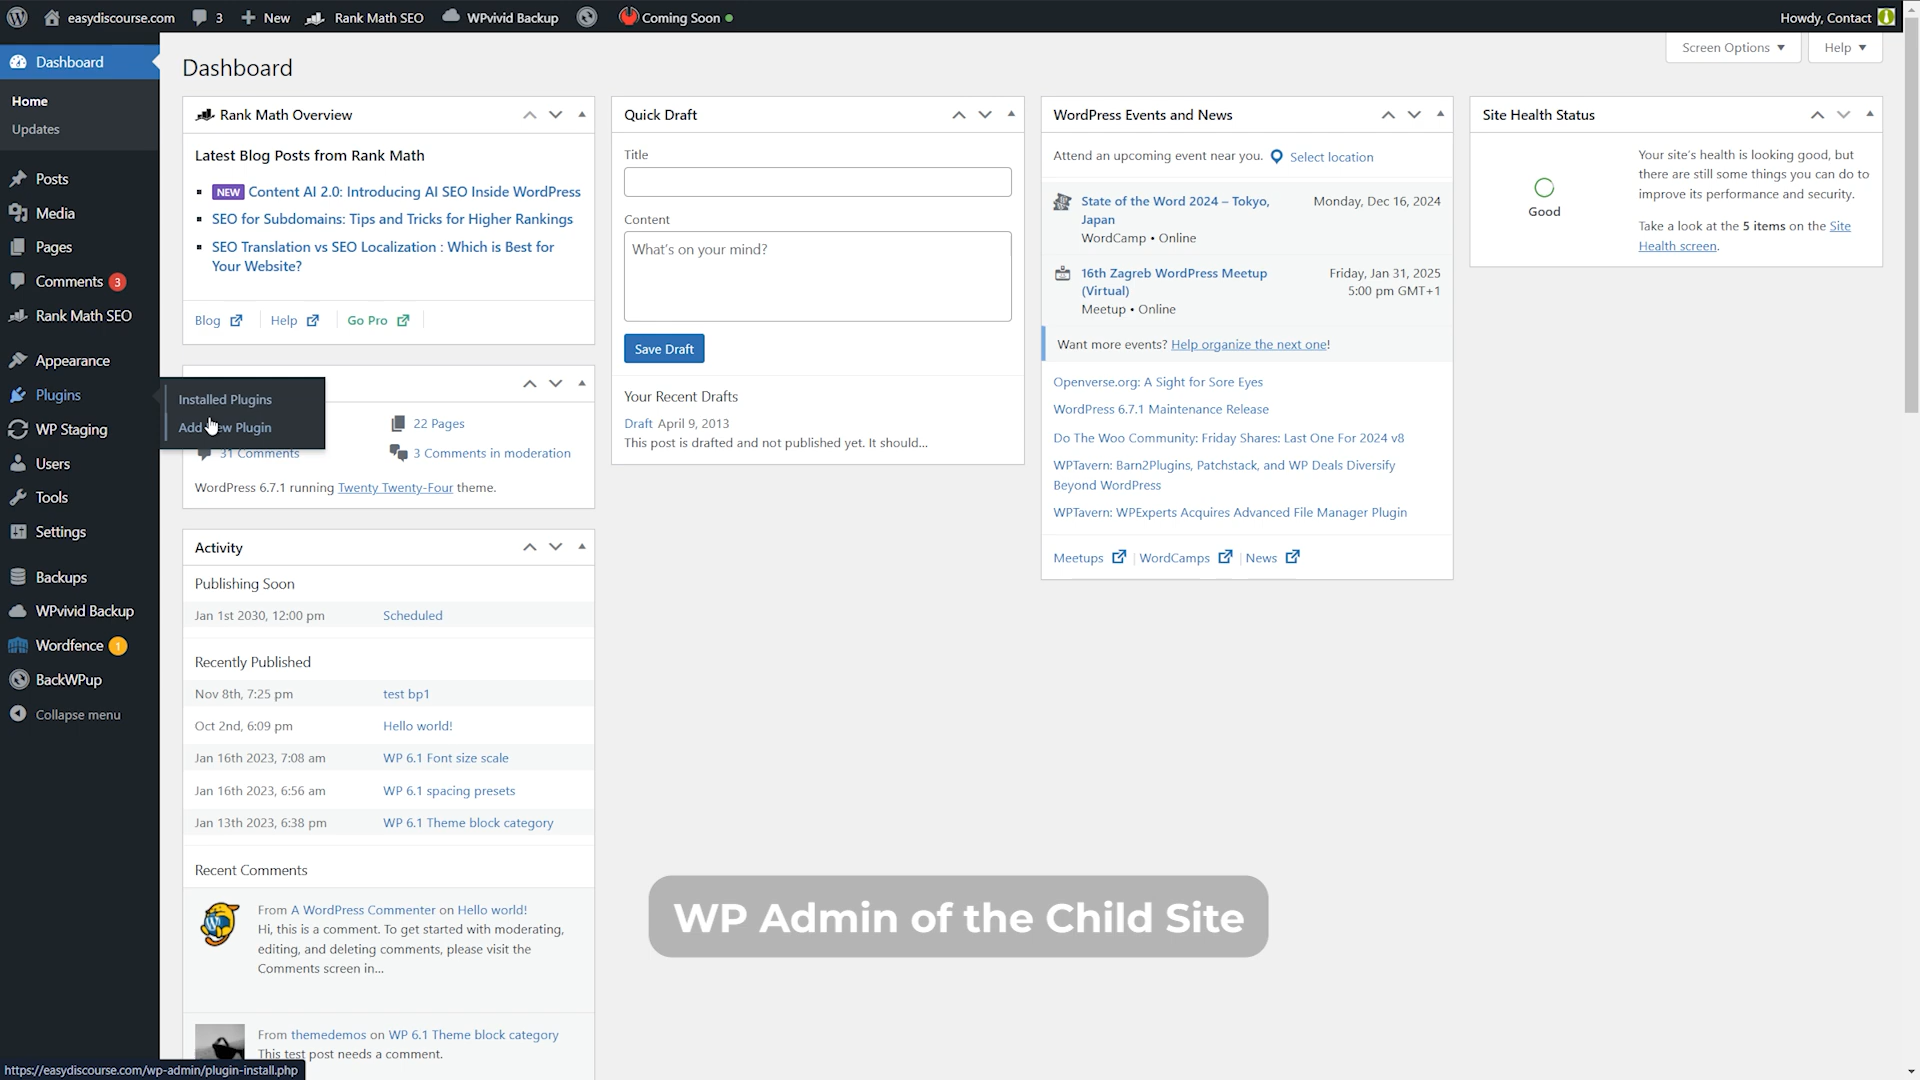 easydiscourse.com
3
New
Rank Math SEO
WPvivid Backup
Coming Soon
Howdy, Contact
Screen Options
Help
Dashboard
Home
Updates
Posts
Media
Pages
Comments 3
Rank Math SEO
Appearance
Plugins
WP Staging
Users
Tools
Settings
Backups
WPvivid Backup
Wordfence 1
BackWPup
Collapse menu
Installed Plugins
Add New Plugin
Dashboard
Rank Math Overview
Latest Blog Posts from Rank Math
NEW Content AI 2.0: Introducing AI SEO Inside WordPress
SEO for Subdomains: Tips and Tricks for Higher Rankings
SEO Translation vs SEO Localization : Which is Best for
Your Website?
Blog
Help
Go Pro
22 Pages
31 Comments
3 Comments in moderation
WordPress 6.7.1 running Twenty Twenty-Four theme.
Activity
Publishing Soon
Jan 1st 2030, 12:00 pm Scheduled
Recently Published
Nov 8th, 7:25 pm test bp1
Oct 2nd, 6:09 pm Hello world!
Jan 16th 2023, 7:08 am WP 6.1 Font size scale
Jan 16th 2023, 6:56 am WP 6.1 spacing presets
Jan 13th 2023, 6:38 pm WP 6.1 Theme block category
Recent Comments
From A WordPress Commenter on Hello world!
Hi, this is a comment. To get started with moderating,
editing, and deleting comments, please visit the
Comments screen in...
From themedemos on WP 6.1 Theme block category
This test post needs a comment.
Quick Draft
Title
Content
What's on your mind?
Save Draft
Your Recent Drafts
Draft April 9, 2013
This post is drafted and not published yet. It should...
WordPress Events and News
Attend an upcoming event near you. Select location
State of the Word 2024 – Tokyo,
Japan
WordCamp • Online
Monday, Dec 16, 2024
16th Zagreb WordPress Meetup
(Virtual)
Meetup • Online
Friday, Jan 31, 2025
5:00 pm GMT+1
Want more events? Help organize the next one!
Openverse.org: A Sight for Sore Eyes
WordPress 6.7.1 Maintenance Release
Do The Woo Community: Friday Shares: Last One For 2024 v8
WPTavern: Barn2Plugins, Patchstack, and WP Deals Diversify
Beyond WordPress
WPTavern: WPExperts Acquires Advanced File Manager Plugin
Meetups
WordCamps
News
Site Health Status
Good
Your site's health is looking good, but
there are still some things you can do to
improve its performance and security.
Take a look at the 5 items on the Site
Health screen.
WP Admin of the Child Site
https://easydiscourse.com/wp-admin/plugin-install.php